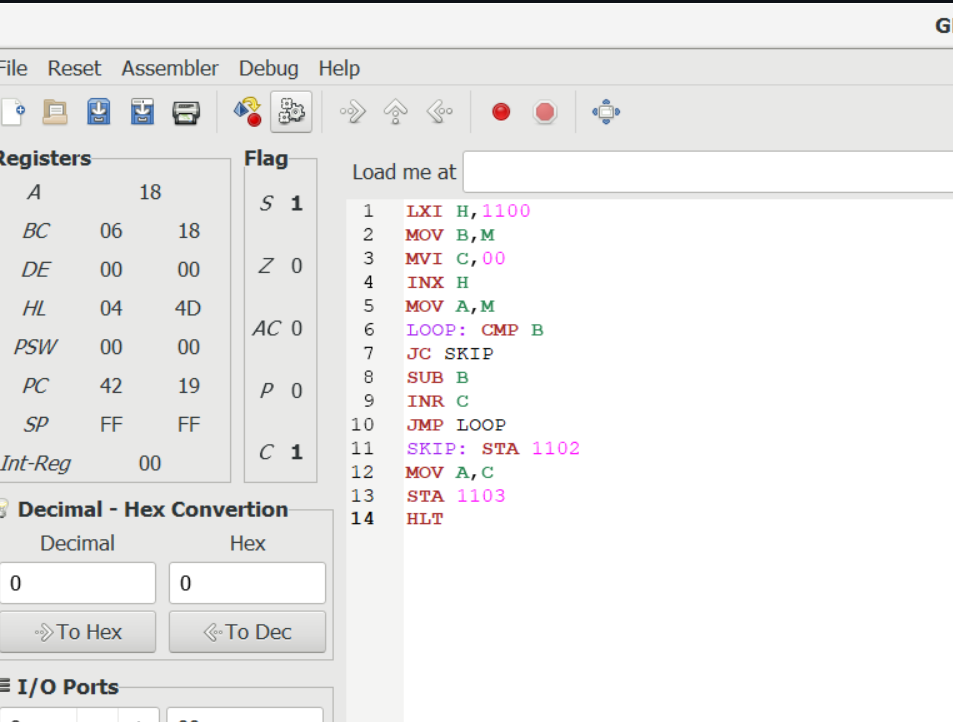 File Reset Assembler Debug Help
Registers
A 18
BC 06 18
DE 00 00
HL 04 4D
PSW 00 00
PC 42 19
SP FF FF
Int-Reg 00
Flag
S 1
Z 0
AC 0
P 0
C 1
Decimal - Hex Convertion
Decimal Hex
0 0
To Hex To Dec
I/O Ports
Load me at
1 LXI H,1100
2 MOV B,M
3 MVI C,00
4 INX H
5 MOV A,M
6 LOOP: CMP B
7 JC SKIP
8 SUB B
9 INR C
10 JMP LOOP
11 SKIP: STA 1102
12 MOV A,C
13 STA 1103
14 HLT